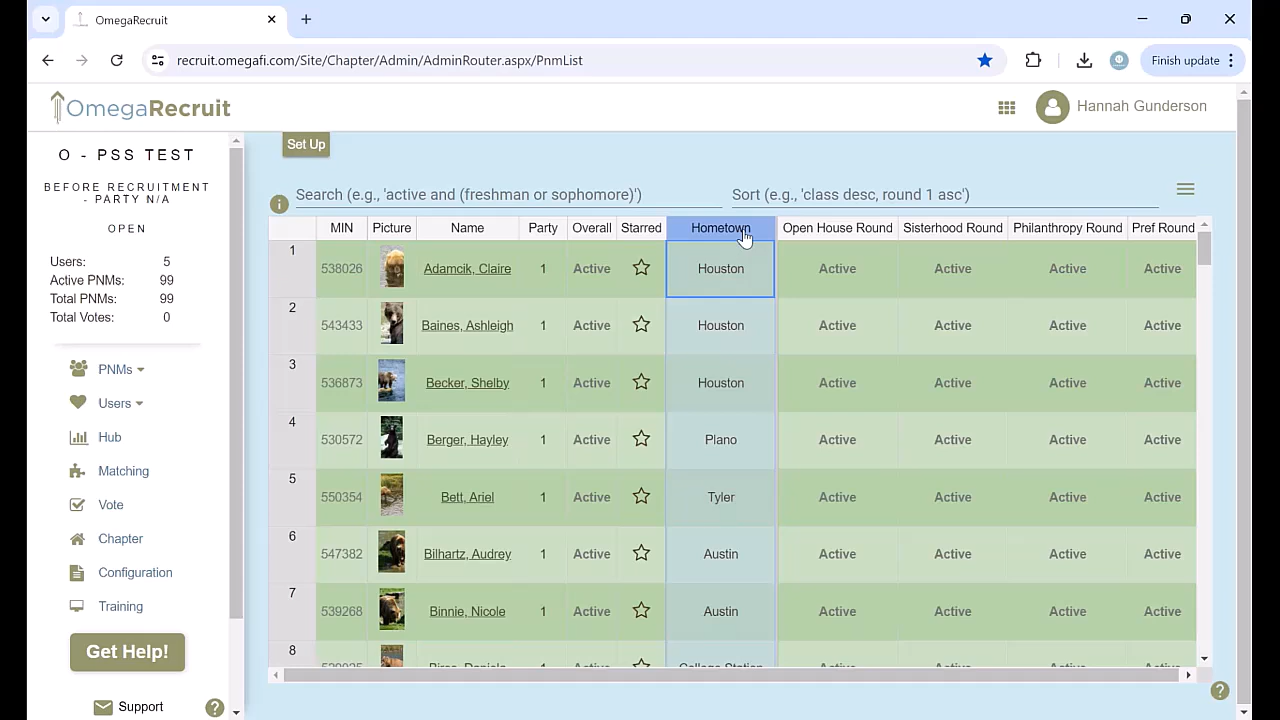 OmegaRecruit
recruit.omegafi.com/Site/Chapter/Admin/AdminRouter.aspx/PnmList
Finish update
OmegaRecruit
Hannah Gunderson
O - PSS TEST
BEFORE RECRUITMENT
- PARTY N/A
OPEN
Users: 5
Active PNMs: 99
Total PNMs: 99
Total Votes: 0
PNMs
Users
Hub
Matching
Vote
Chapter
Configuration
Training
Get Help!
Support ?
Set Up
i Search (e.g., 'active and (freshman or sophomore)') Sort (e.g., 'class desc, round 1 asc')
MIN Picture Name Party Overall Starred Hometown Open House Round Sisterhood Round Philanthropy Round Pref Round
1 538026 Adamcik, Claire 1 Active Houston Active Active Active Active
2 543433 Baines, Ashleigh 1 Active Houston Active Active Active Active
3 536873 Becker, Shelby 1 Active Houston Active Active Active Active
4 530572 Berger, Hayley 1 Active Plano Active Active Active Active
5 550354 Bett, Ariel 1 Active Tyler Active Active Active Active
6 547382 Bilhartz, Audrey 1 Active Austin Active Active Active Active
7 539268 Binnie, Nicole 1 Active Austin Active Active Active Active
8 College Station
?